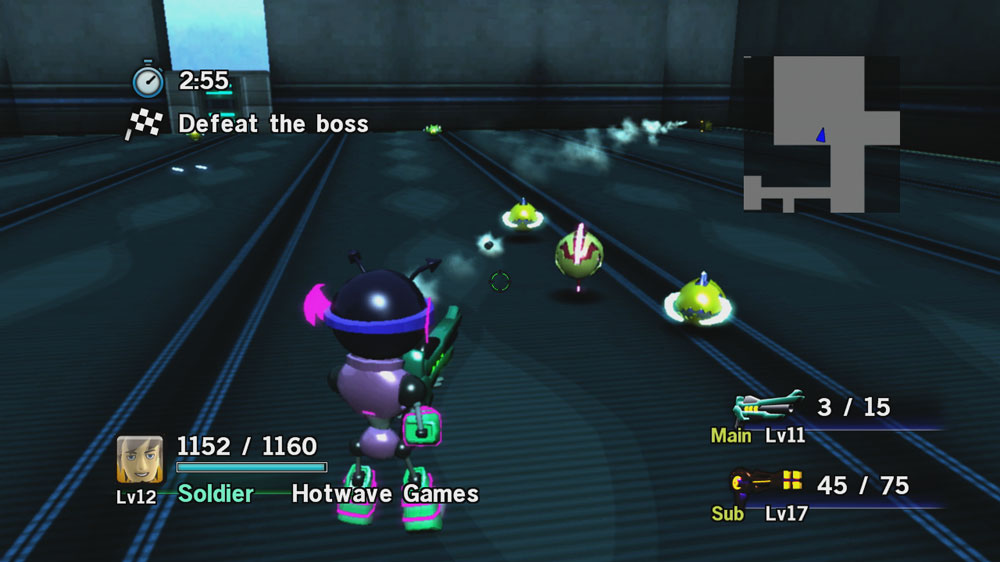 2:55
Defeat the boss
3 / 15
Main Lv11
1152 / 1160
45 / 75
Lv12 Soldier Hotwave Games
Sub Lv17